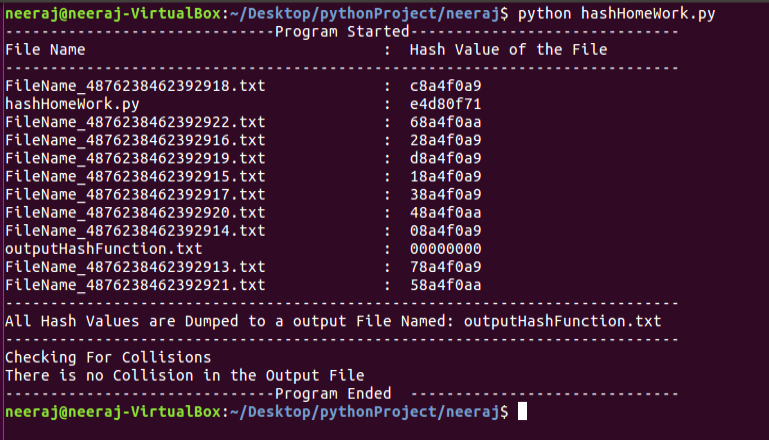 neeraj@neeraj-VirtualBox:~/Desktop/pythonProject/neeraj$ python hashHomeWork.py
------------------------------Program Started------------------------------
File Name                                 :  Hash Value of the File
---------------------------------------------------------------------------
FileName_4876238462392918.txt             :  c8a4f0a9
hashHomeWork.py                           :  e4d80f71
FileName_4876238462392922.txt             :  68a4f0aa
FileName_4876238462392916.txt             :  28a4f0a9
FileName_4876238462392919.txt             :  d8a4f0a9
FileName_4876238462392915.txt             :  18a4f0a9
FileName_4876238462392917.txt             :  38a4f0a9
FileName_4876238462392920.txt             :  48a4f0aa
FileName_4876238462392914.txt             :  08a4f0a9
outputHashFunction.txt                    :  00000000
FileName_4876238462392913.txt             :  78a4f0a9
FileName_4876238462392921.txt             :  58a4f0aa
---------------------------------------------------------------------------
All Hash Values are Dumped to a output File Named: outputHashFunction.txt
---------------------------------------------------------------------------
Checking For Collisions
There is no Collision in the Output File
------------------------------Program Ended  ------------------------------
neeraj@neeraj-VirtualBox:~/Desktop/pythonProject/neeraj$